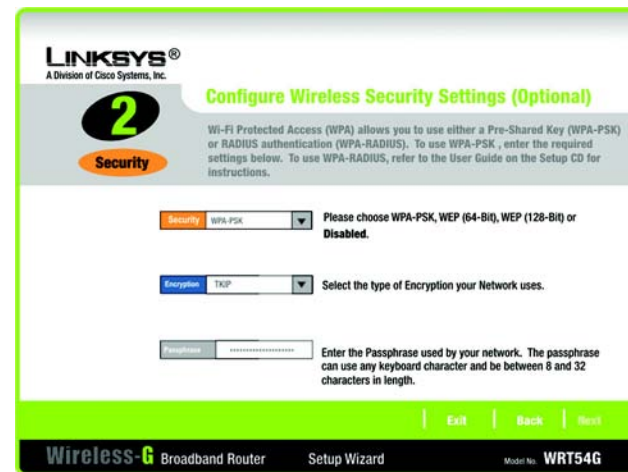 LINKSYS®
A Division of Cisco Systems, Inc.
2
Security
Configure Wireless Security Settings (Optional)
Wi-Fi Protected Access (WPA) allows you to use either a Pre-Shared Key (WPA-PSK)
or RADIUS authentication (WPA-RADIUS). To use WPA-PSK , enter the required
settings below. To use WPA-RADIUS, refer to the User Guide on the Setup CD for
instructions.
Security WPA-PSK
Please choose WPA-PSK, WEP (64-Bit), WEP (128-Bit) or
Disabled.
Encryption TKIP
Select the type of Encryption your Network uses.
Passphrase ********************
Enter the Passphrase used by your network. The passphrase
can use any keyboard character and be between 8 and 32
characters in length.
Exit Back Next
Wireless-G Broadband Router Setup Wizard Model No. WRT54G